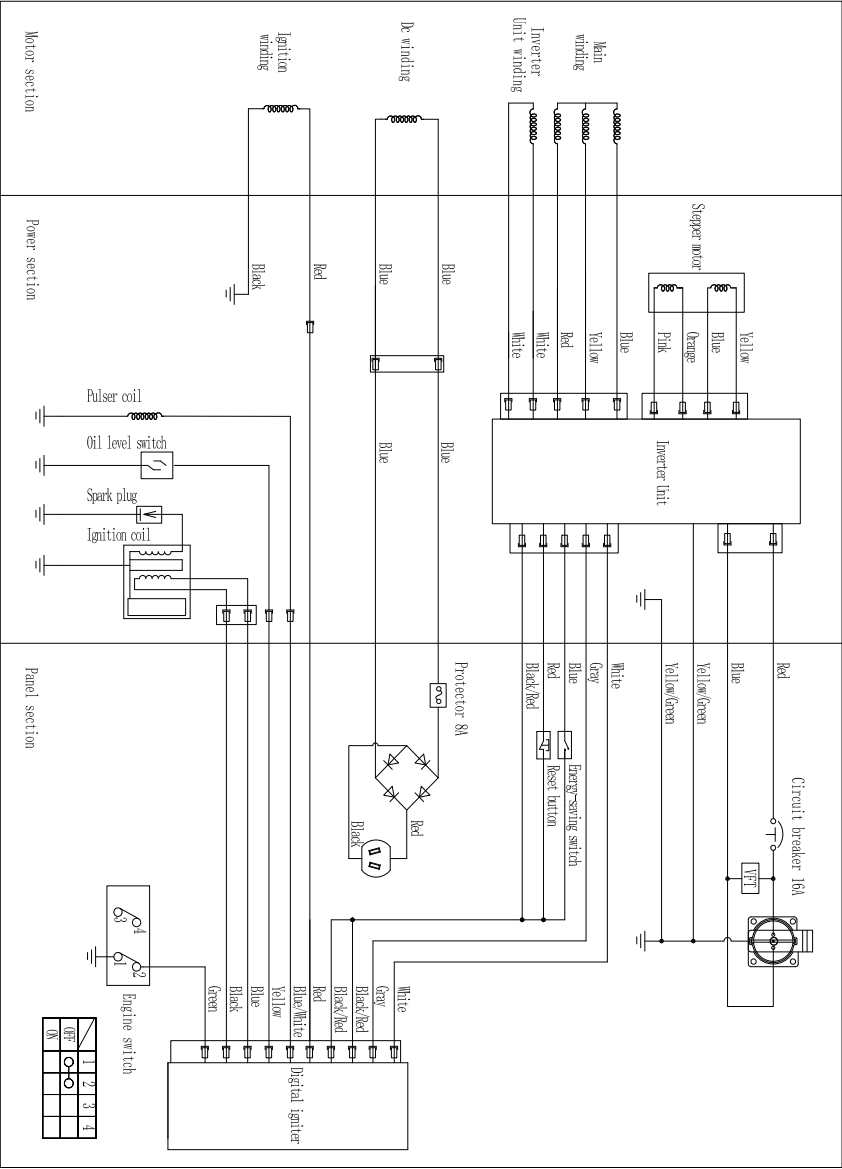 Motor section
Ignition
winding
Dc winding
Inverter
Unit winding
Main
winding
Power section
Black
Red
Blue
Blue
White
White
Red
Yellow
Blue
Stepper motor
Pink
Orange
Blue
Yellow
Pulser coil
Oil level switch
Spark plug
Ignition coil
Blue
Blue
Inverter Unit
Panel section
Protector 8A
Black/Red
Red
Blue
Gray
White
Yellow/Green
Yellow/Green
Blue
Red
Black
Red
Reset button
Energy-saving switch
Circuit breaker 16A
VFT
3
4
1
2
Engine switch
Green
Black
Blue
Yellow
Blue/White
Red
Black/Red
Black/Red
Gray
White
Digital igniter
1
2
3
4
OFF
ON